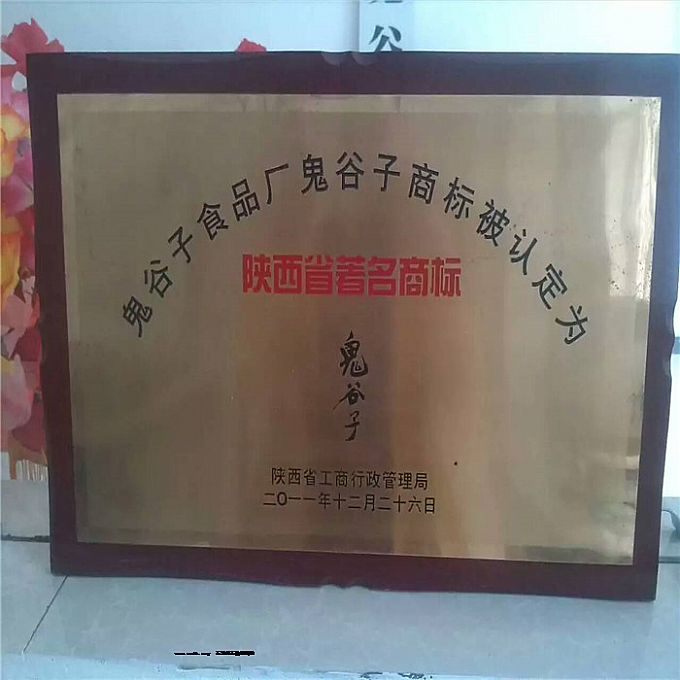 公
鬼谷子食品厂鬼谷子商标被认定为
陕西省著名商标
鬼谷子
陕西省工商行政管理局
二〇一一年十二月二十六日